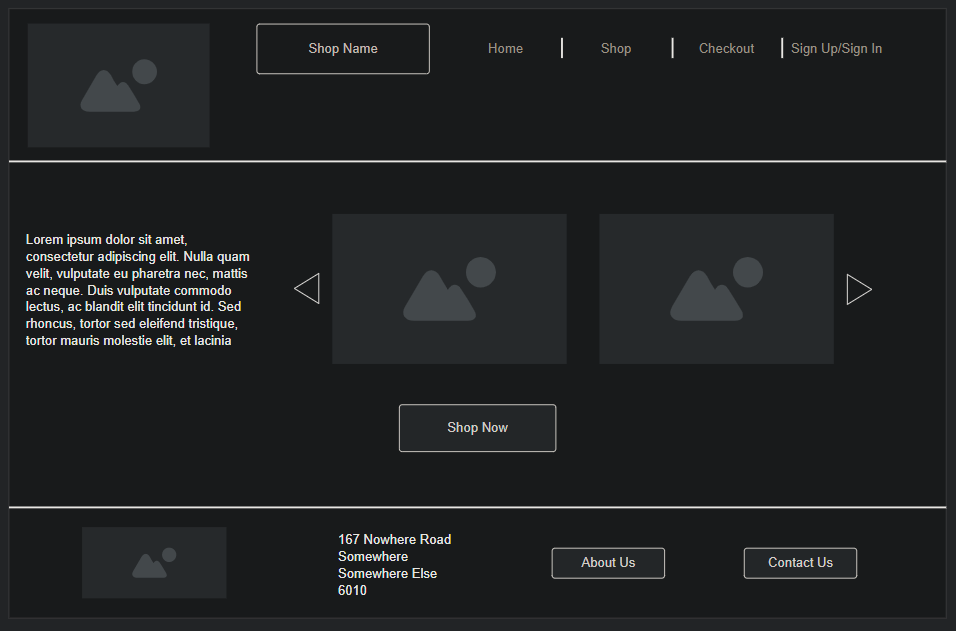 Shop Name
Home
Shop
Checkout
Sign Up/Sign In
Lorem ipsum dolor sit amet,
consectetur adipiscing elit. Nulla quam
velit, vulputate eu pharetra nec, mattis
ac neque. Duis vulputate commodo
lectus, ac blandit elit tincidunt id. Sed
rhoncus, tortor sed eleifend tristique,
tortor mauris molestie elit, et lacinia
Shop Now
167 Nowhere Road
Somewhere
Somewhere Else
6010
About Us
Contact Us